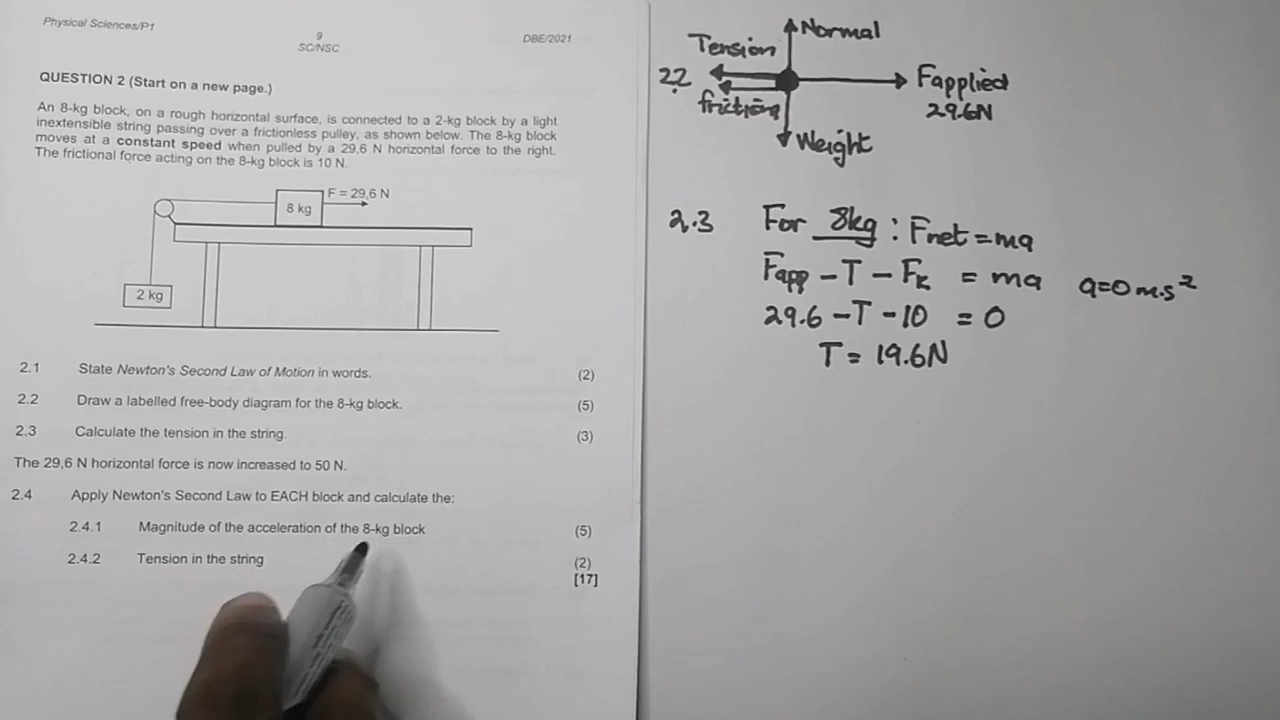 Physical Sciences/P1
9
SC/NSC
DBE/2021
QUESTION 2 (Start on a new page.)
An 8-kg block, on a rough horizontal surface, is connected to a 2-kg block by a light
inextensible string passing over a frictionless pulley, as shown below. The 8-kg block
moves at a constant speed when pulled by a 29,6 N horizontal force to the right.
The frictional force acting on the 8-kg block is 10 N.
F = 29,6 N
8 kg
2 kg
2.1 State Newton's Second Law of Motion in words. (2)
2.2 Draw a labelled free-body diagram for the 8-kg block. (5)
2.3 Calculate the tension in the string. (3)
The 29,6 N horizontal force is now increased to 50 N.
2.4 Apply Newton's Second Law to EACH block and calculate the:
2.4.1 Magnitude of the acceleration of the 8-kg block (5)
2.4.2 Tension in the string (2)
[17]
Normal
Tension
2.2
Fapplied
friction
29.6N
Weight
2.3 For 8kg : Fnet = ma
Fapp - T - Fk = ma a=0 m.s²
29.6 - T - 10 = 0
T = 19.6N